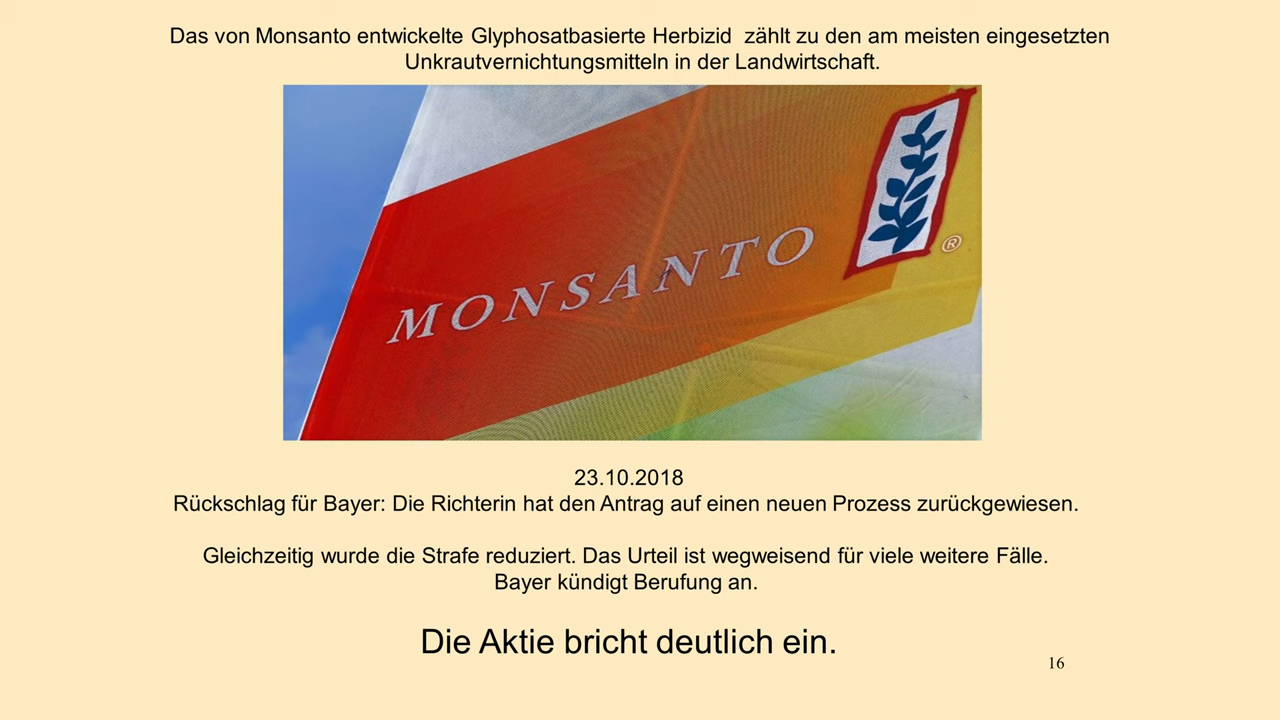 Das von Monsanto entwickelte Glyphosatbasierte Herbizid  zählt zu den am meisten eingesetzten
Unkrautvernichtungsmitteln in der Landwirtschaft.
MONSANTO ®
23.10.2018
Rückschlag für Bayer: Die Richterin hat den Antrag auf einen neuen Prozess zurückgewiesen.
Gleichzeitig wurde die Strafe reduziert. Das Urteil ist wegweisend für viele weitere Fälle.
Bayer kündigt Berufung an.
Die Aktie bricht deutlich ein.
16